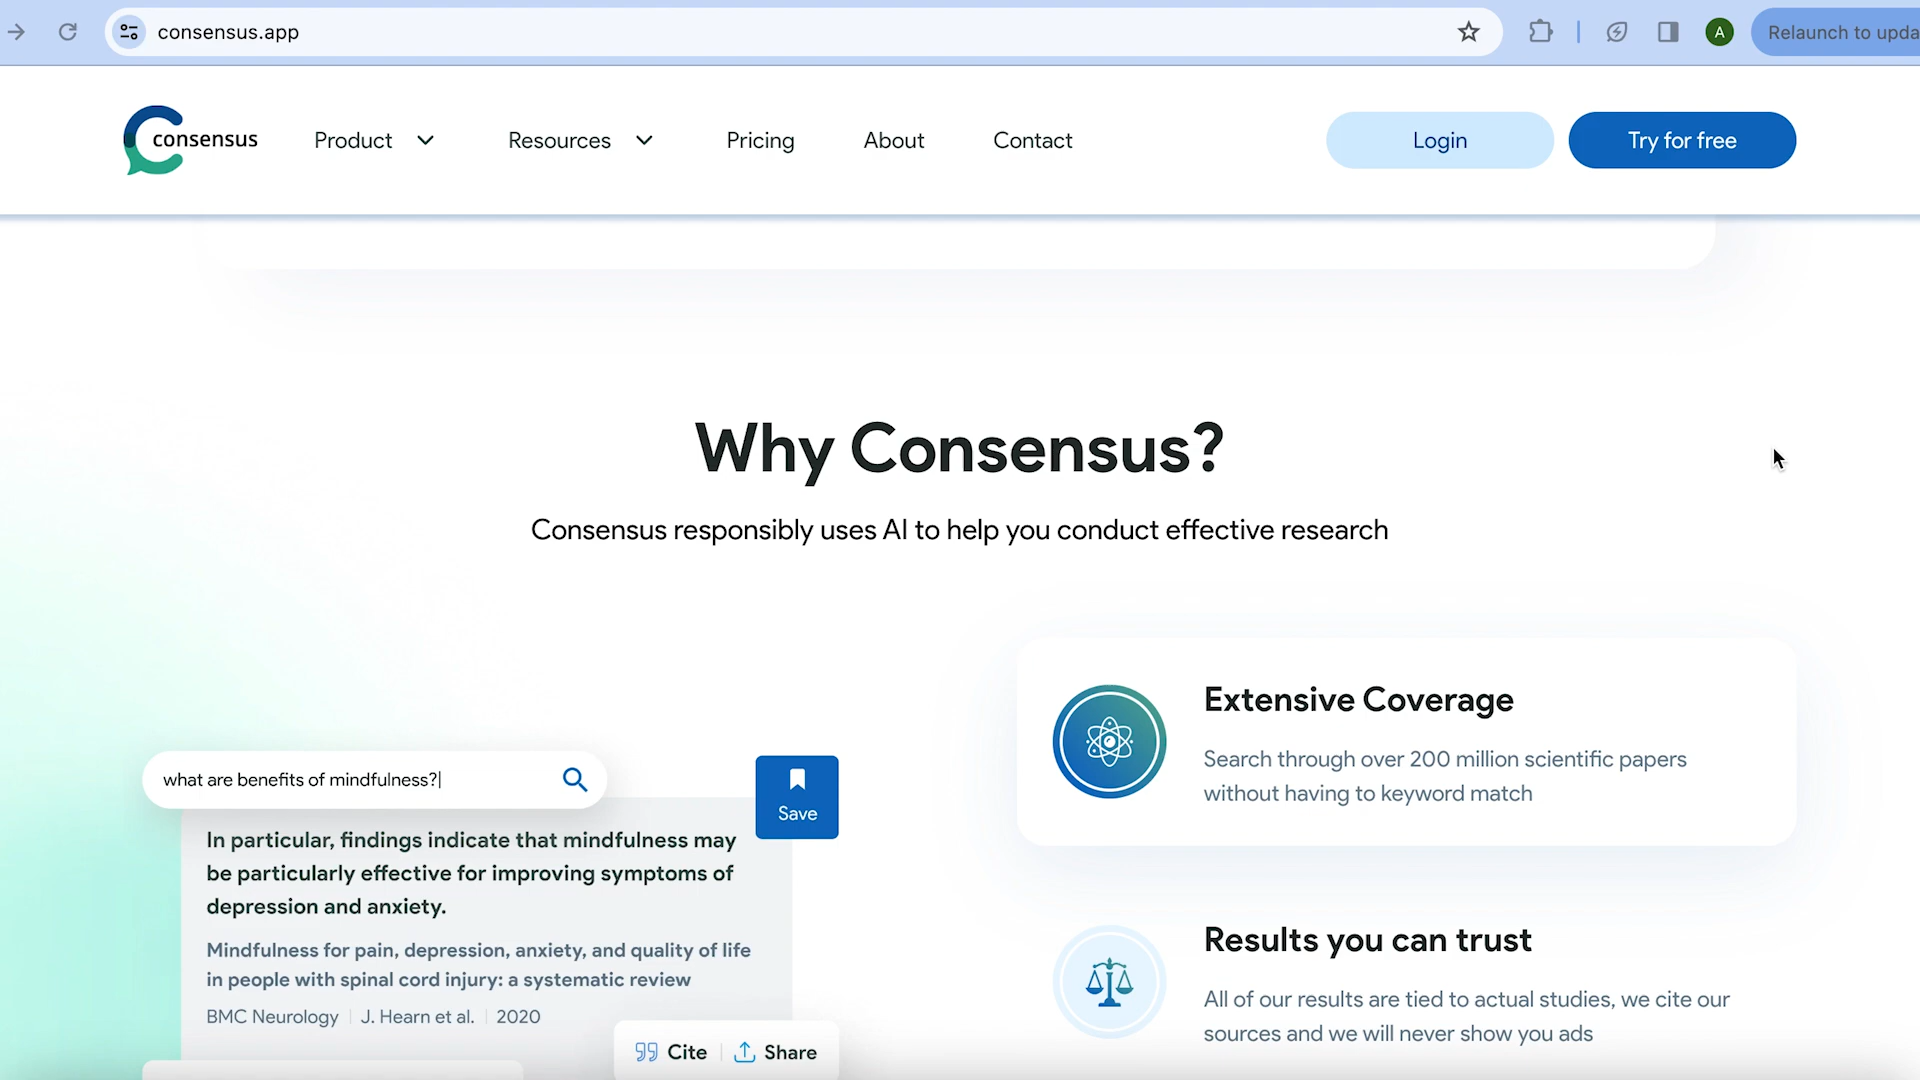 consensus.app
A
Relaunch to upda
consensus
Product
Resources
Pricing
About
Contact
Login
Try for free
Why Consensus?
Consensus responsibly uses AI to help you conduct effective research
what are benefits of mindfulness?
Save
In particular, findings indicate that mindfulness may
be particularly effective for improving symptoms of
depression and anxiety.
Mindfulness for pain, depression, anxiety, and quality of life
in people with spinal cord injury: a systematic review
BMC Neurology | J. Hearn et al. | 2020
Cite
Share
Extensive Coverage
Search through over 200 million scientific papers
without having to keyword match
Results you can trust
All of our results are tied to actual studies, we cite our
sources and we will never show you ads